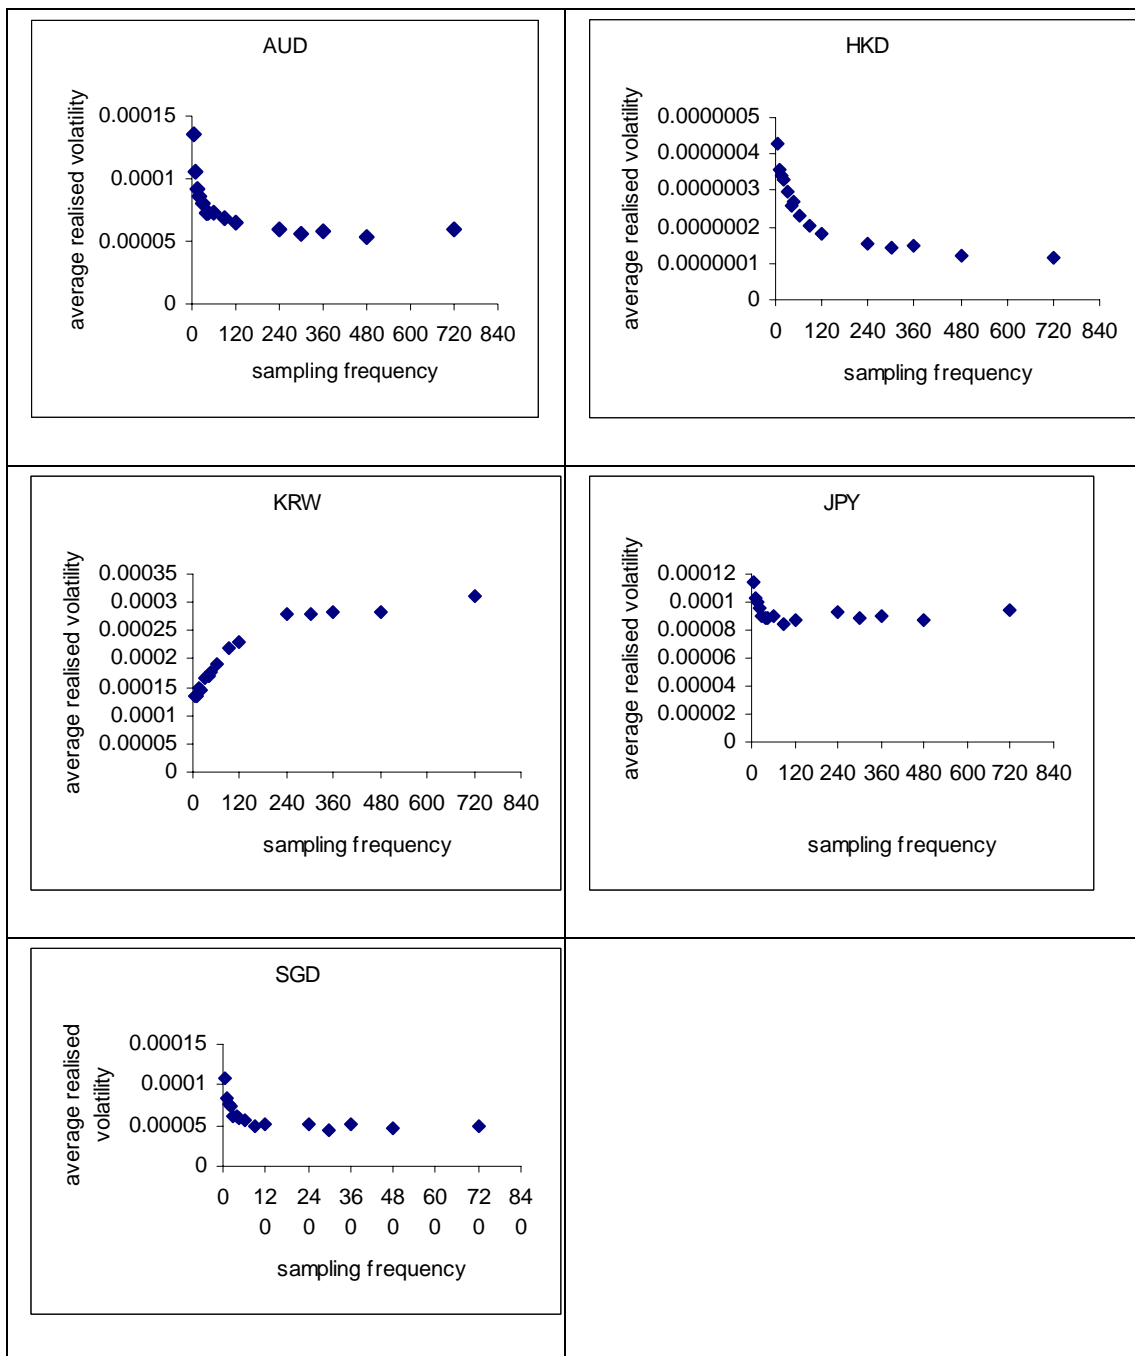 AUD
average realised volatility
0.00015
0.0001
0.00005
0
0 120 240 360 480 600 720 840
sampling frequency
HKD
average realised volatility
0.0000005
0.0000004
0.0000003
0.0000002
0.0000001
0
0 120 240 360 480 600 720 840
sampling frequency
KRW
average realised volatility
0.00035
0.0003
0.00025
0.0002
0.00015
0.0001
0.00005
0
0 120 240 360 480 600 720 840
sampling frequency
JPY
average realised volatility
0.00012
0.0001
0.00008
0.00006
0.00004
0.00002
0
0 120 240 360 480 600 720 840
sampling frequency
SGD
average realised
volatility
0.00015
0.0001
0.00005
0
0 12 24 36 48 60 72 84
0 0 0 0 0 0 0
sampling frequency